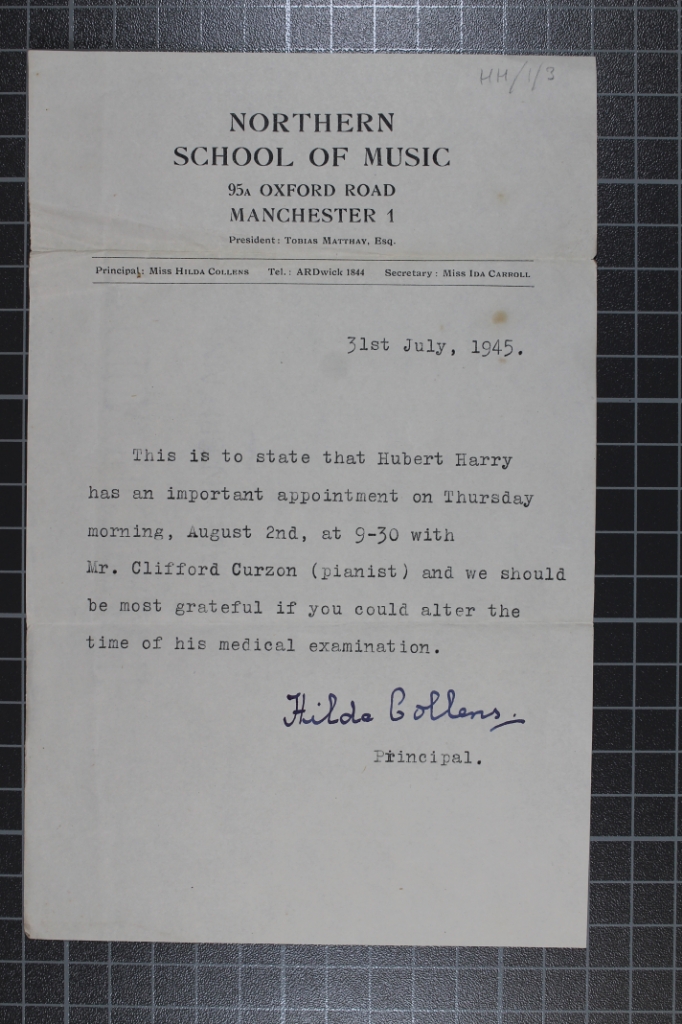 HH/1/3
NORTHERN
SCHOOL OF MUSIC
95A OXFORD ROAD
MANCHESTER 1
President: TOBIAS MATTHAY, Esq.
Principal: Miss HILDA COLLENS Tel.: ARDwick 1844 Secretary: Miss IDA CARROLL
31st July, 1945.
This is to state that Hubert Harry
has an important appointment on Thursday
morning, August 2nd, at 9-30 with
Mr. Clifford Curzon (pianist) and we should
be most grateful if you could alter the
time of his medical examination.
Hilda Collens.
Principal.